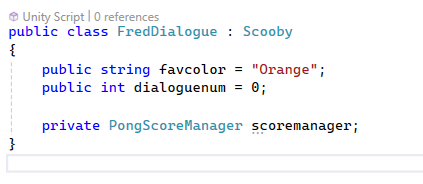 Unity Script | 0 references
public class FredDialogue : Scooby
{
    public string favcolor = "Orange";
    public int dialoguenum = 0;
    private PongScoreManager scoremanager;
}